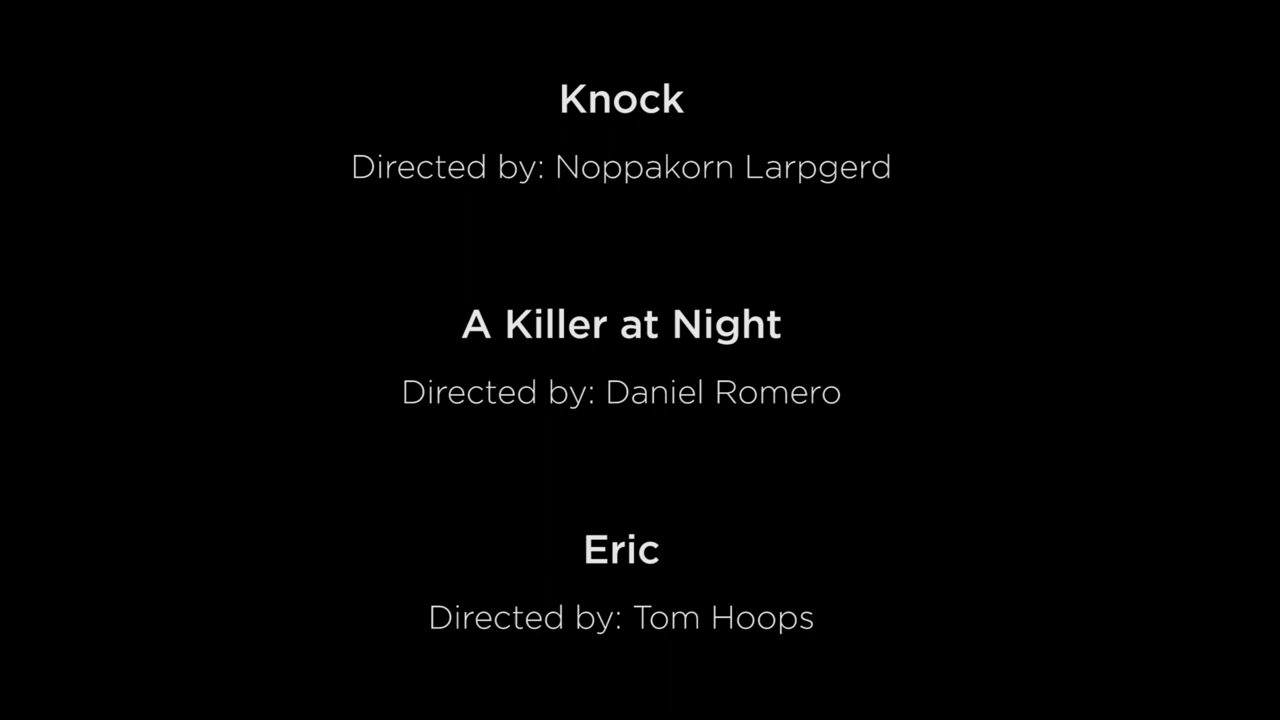 Knock
Directed by: Noppakorn Larpgerd
A Killer at Night
Directed by: Daniel Romero
Eric
Directed by: Tom Hoops